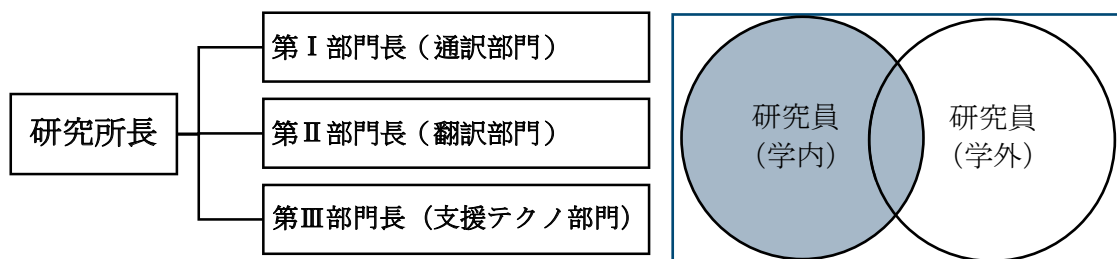 研究所長
第Ⅰ部門長（通訳部門）
第Ⅱ部門長（翻訳部門）
第Ⅲ部門長（支援テクノ部門）
研究員
（学内）
研究員
（学外）